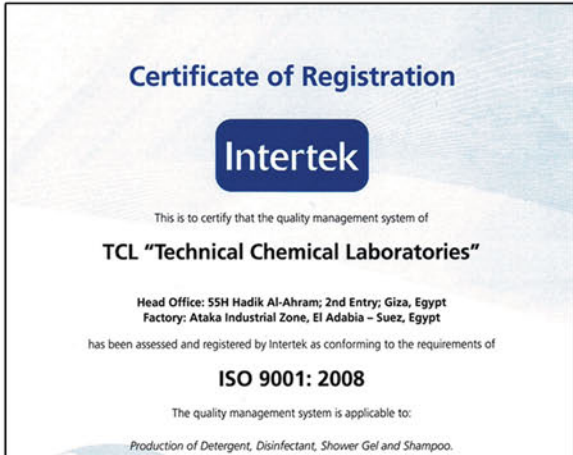 Certificate of Registration
Intertek
This is to certify that the quality management system of
TCL “Technical Chemical Laboratories”
Head Office: 55H Hadik Al-Ahram; 2nd Entry; Giza, Egypt
Factory: Ataka Industrial Zone, El Adabia – Suez, Egypt
has been assessed and registered by Intertek as conforming to the requirements of
ISO 9001: 2008
The quality management system is applicable to:
Production of Detergent, Disinfectant, Shower Gel and Shampoo.